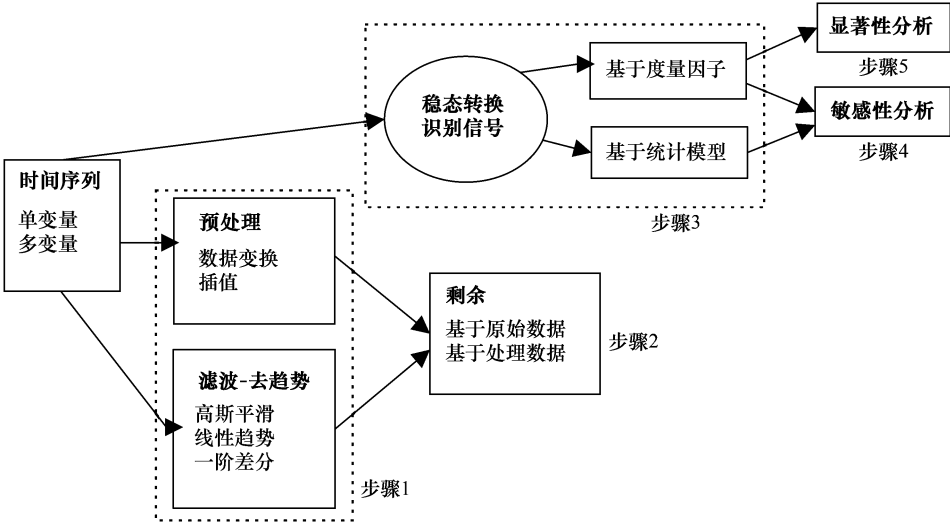 时间序列
单变量
多变量
预处理
数据变换
插值
滤波-去趋势
高斯平滑
线性趋势
一阶差分
步骤1
剩余
基于原始数据
基于处理数据
步骤2
稳态转换
识别信号
基于度量因子
基于统计模型
步骤3
显著性分析
步骤5
敏感性分析
步骤4